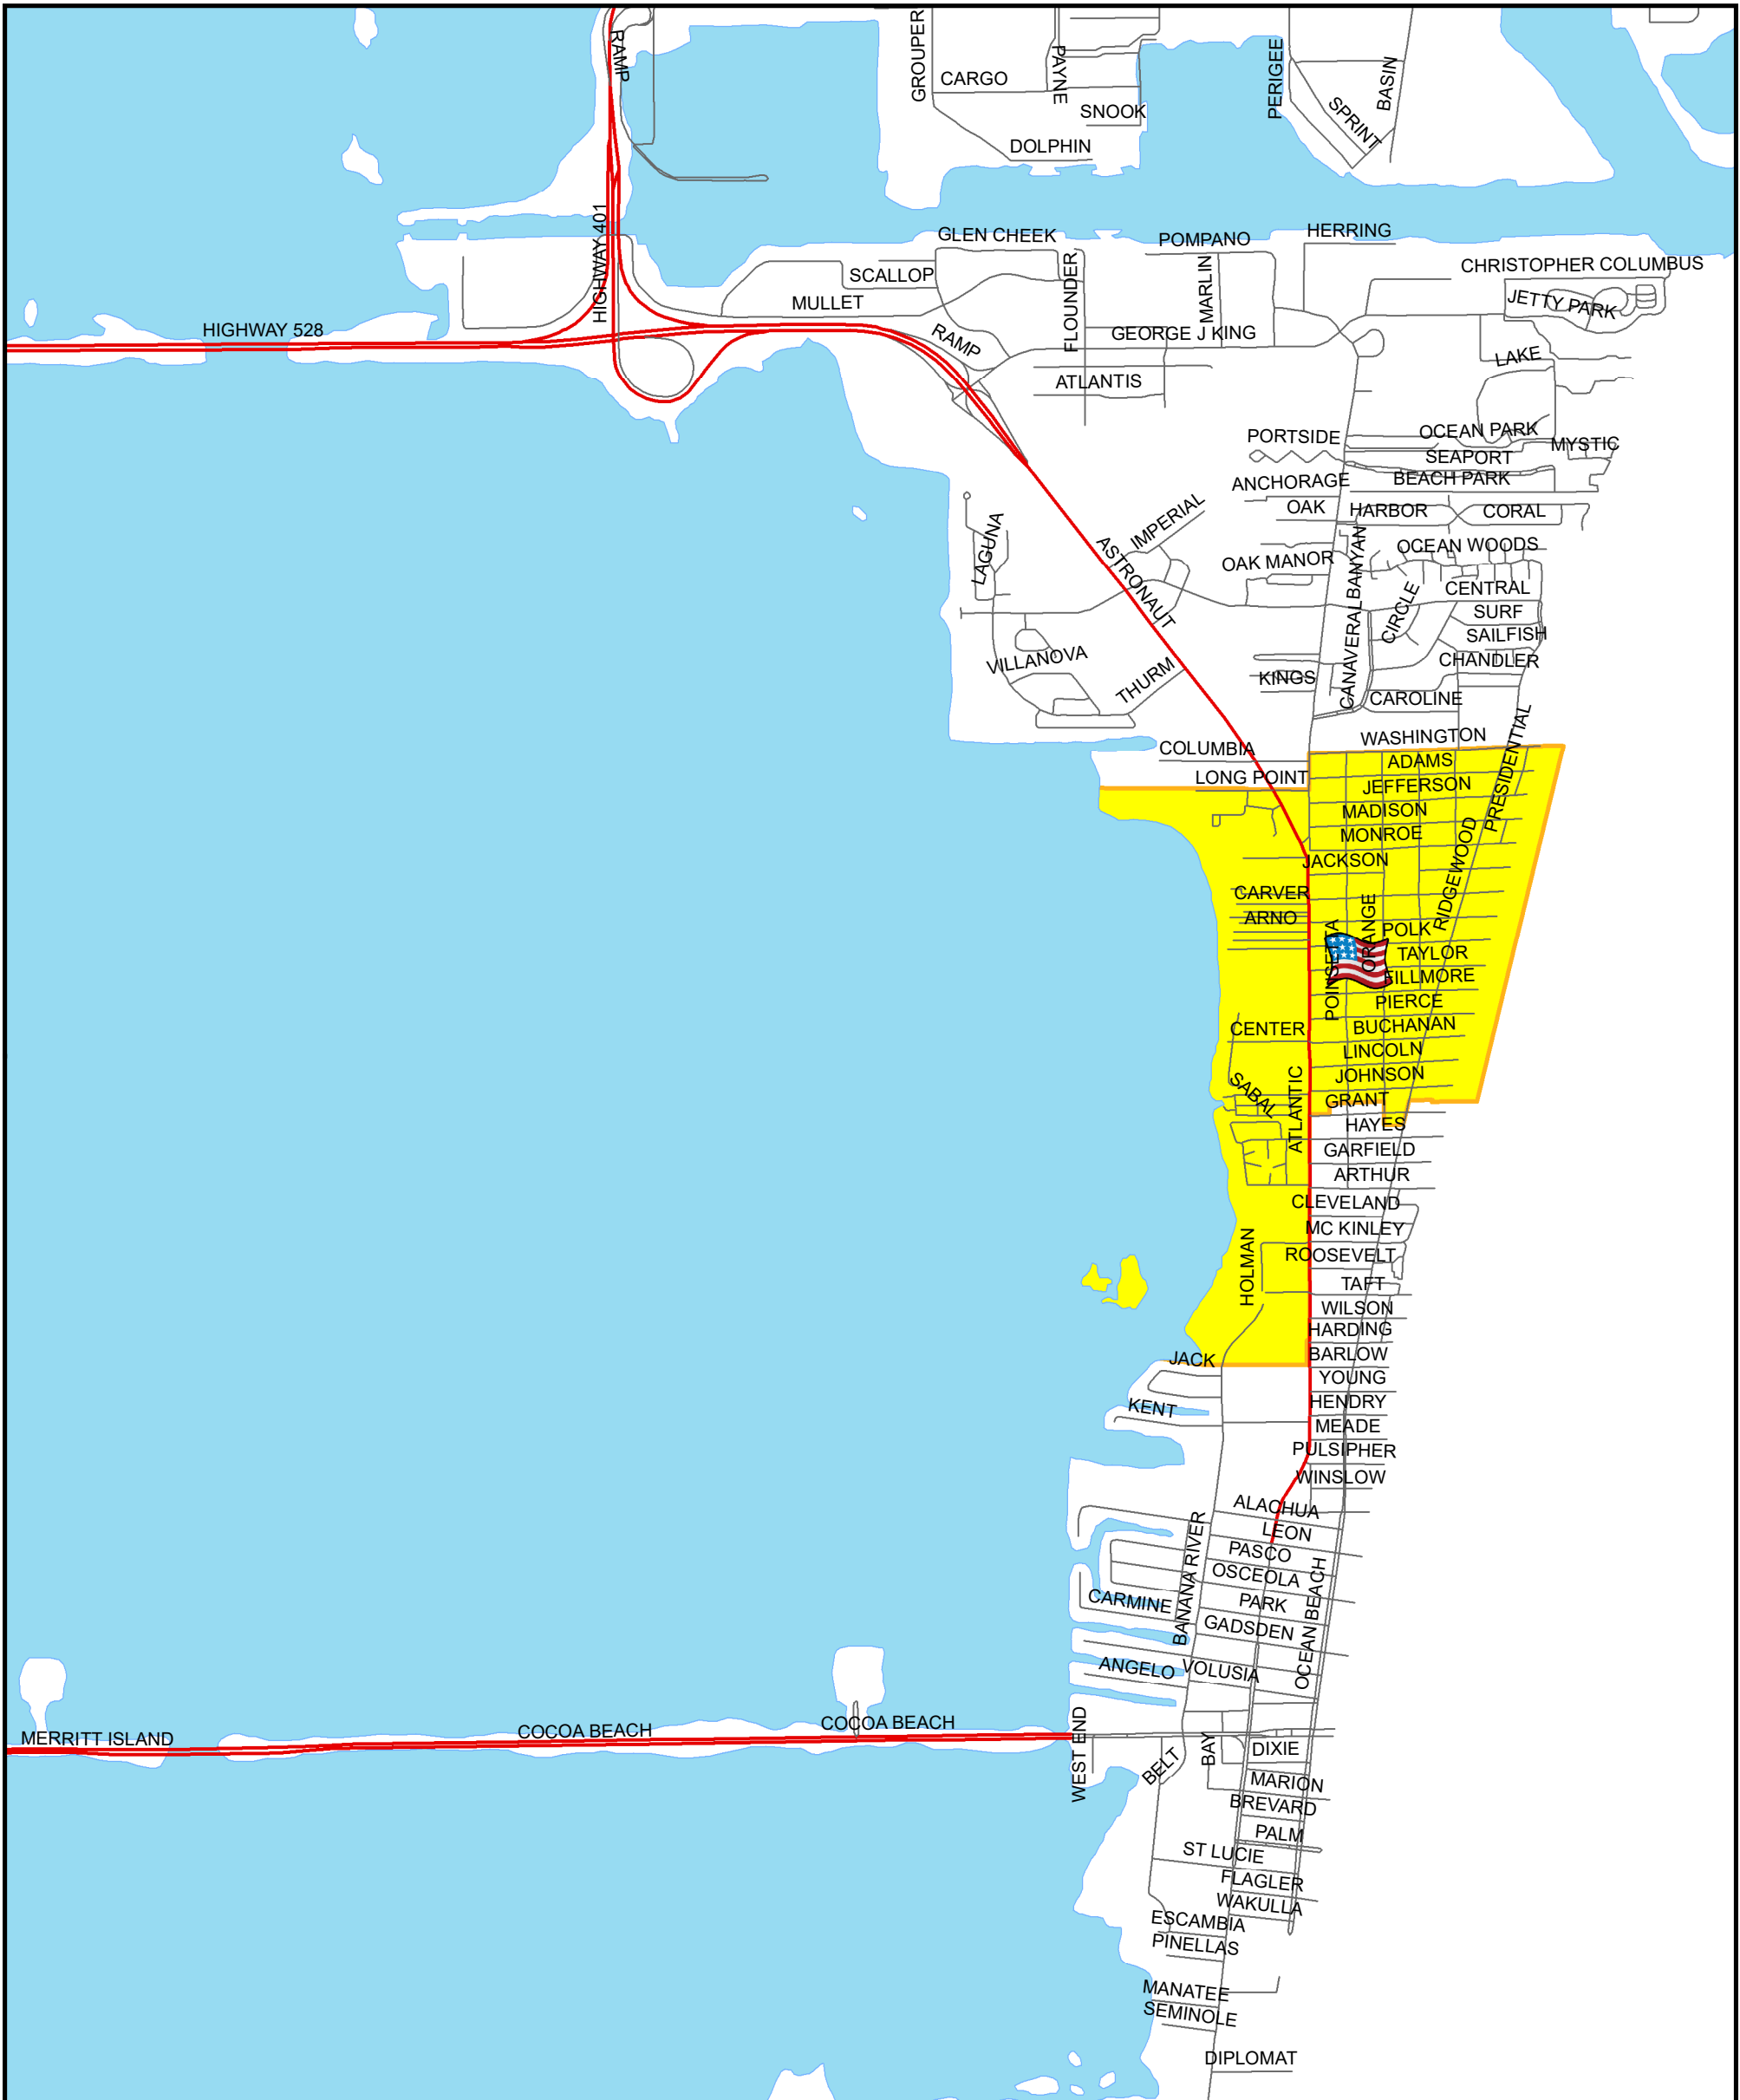 RAMP
GROUPER
PAYNE
CARGO
SNOOK
DOLPHIN
PERIGEE
SPRINT
BASIN
HIGHWAY 401
GLEN CHEEK
POMPANO
HERRING
SCALLOP
FLOUNDER
MARLIN
CHRISTOPHER COLUMBUS
MULLET
JETTY PARK
HIGHWAY 528
RAMP
GEORGE J KING
LAKE
ATLANTIS
PORTSIDE
OCEAN PARK
MYSTIC
SEAPORT
ANCHORAGE
BEACH PARK
OAK
HARBOR
CORAL
IMPERIAL
LAGUNA
ASTRONAUT
OAK MANOR
BANYAN
OCEAN WOODS
CENTRAL
CIRCLE
SURF
SAILFISH
VILLANOVA
THURM
CHANDLER
KINGS
CANAVERAL
CAROLINE
WASHINGTON
COLUMBIA
PRESIDENTIAL
ADAMS
LONG POINT
JEFFERSON
MADISON
MONROE
JACKSON
RIDGEWOOD
CARVER
ARNO
ORANGE
POLK
POINSETTA
TAYLOR
FILLMORE
PIERCE
CENTER
BUCHANAN
LINCOLN
JOHNSON
SABAL
ATLANTIC
GRANT
HAYES
GARFIELD
ARTHUR
CLEVELAND
MC KINLEY
HOLMAN
ROOSEVELT
TAFT
WILSON
HARDING
JACK
BARLOW
YOUNG
KENT
HENDRY
MEADE
PULSIPHER
WINSLOW
ALACHUA
LEON
BANANA RIVER
PASCO
OSCEOLA
OCEAN BEACH
CARMINE
PARK
GADSDEN
ANGELO
VOLUSIA
MERRITT ISLAND
COCOA BEACH
COCOA BEACH
WEST END
BELT
BAY
DIXIE
MARION
BREVARD
PALM
ST LUCIE
FLAGLER
WAKULLA
ESCAMBIA
PINELLAS
MANATEE
SEMINOLE
DIPLOMAT